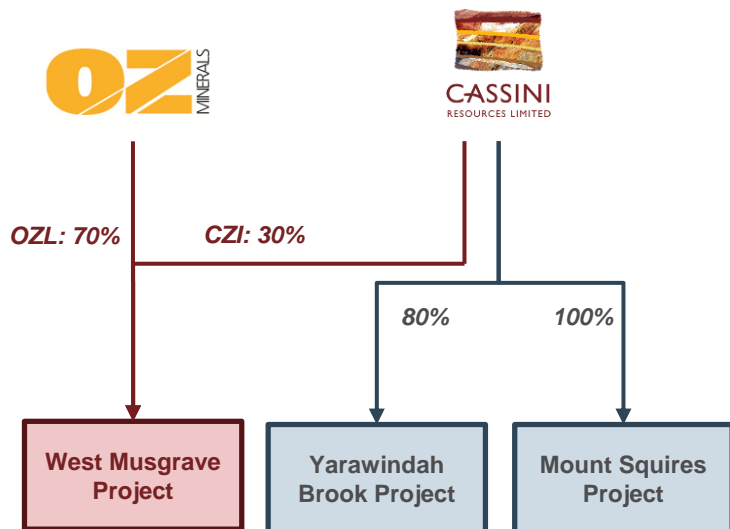 OZ
MINERALS
CASSINI
RESOURCES LIMITED
OZL: 70%
CZI: 30%
80%
100%
West Musgrave
Project
Yarawindah
Brook Project
Mount Squires
Project